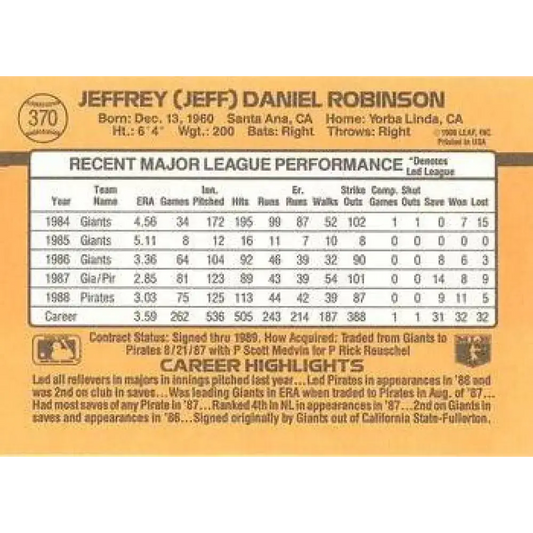 370
JEFFREY (JEFF) DANIEL ROBINSON
Born: Dec. 13, 1960 Santa Ana, CA Home: Yorba Linda, CA
Ht.: 6'4" Wgt.: 200 Bats: Right Throws: Right
© 1988 LEAF, INC.
Printed in USA
RECENT MAJOR LEAGUE PERFORMANCE *Denotes Led League
Year Team Name ERA Games Inn. Pitched Hits Runs Er. Runs Walks Strike Outs Comp. Games Shut Outs Save Won Lost
1984 Giants 4.56 34 172 195 99 87 52 102 1 1 0 7 15
1985 Giants 5.11 8 12 16 11 7 10 8 0 0 0 0 0
1986 Giants 3.36 64 104 92 46 39 32 90 0 0 8 6 3
1987 Gia/Pir 2.85 81 123 89 43 39 54 101 0 0 14 8 9
1988 Pirates 3.03 75 125 113 44 42 39 87 0 0 9 11 5
Career 3.59 262 536 505 243 214 187 388 1 1 31 32 32
Contract Status: Signed thru 1989. How Acquired: Traded from Giants to
Pirates 8/21/87 with P Scott Medvin for P Rick Reuschel
CAREER HIGHLIGHTS
Led all relievers in majors in innings pitched last year...Led Pirates in appearances in '88 and
was 2nd on club in saves...Was leading Giants in ERA when traded to Pirates in Aug. of '87...
Had most saves of any Pirate in '87...Ranked 4th in NL in appearances in '87...2nd on Giants in
saves and appearances in '86...Signed originally by Giants out of California State-Fullerton.